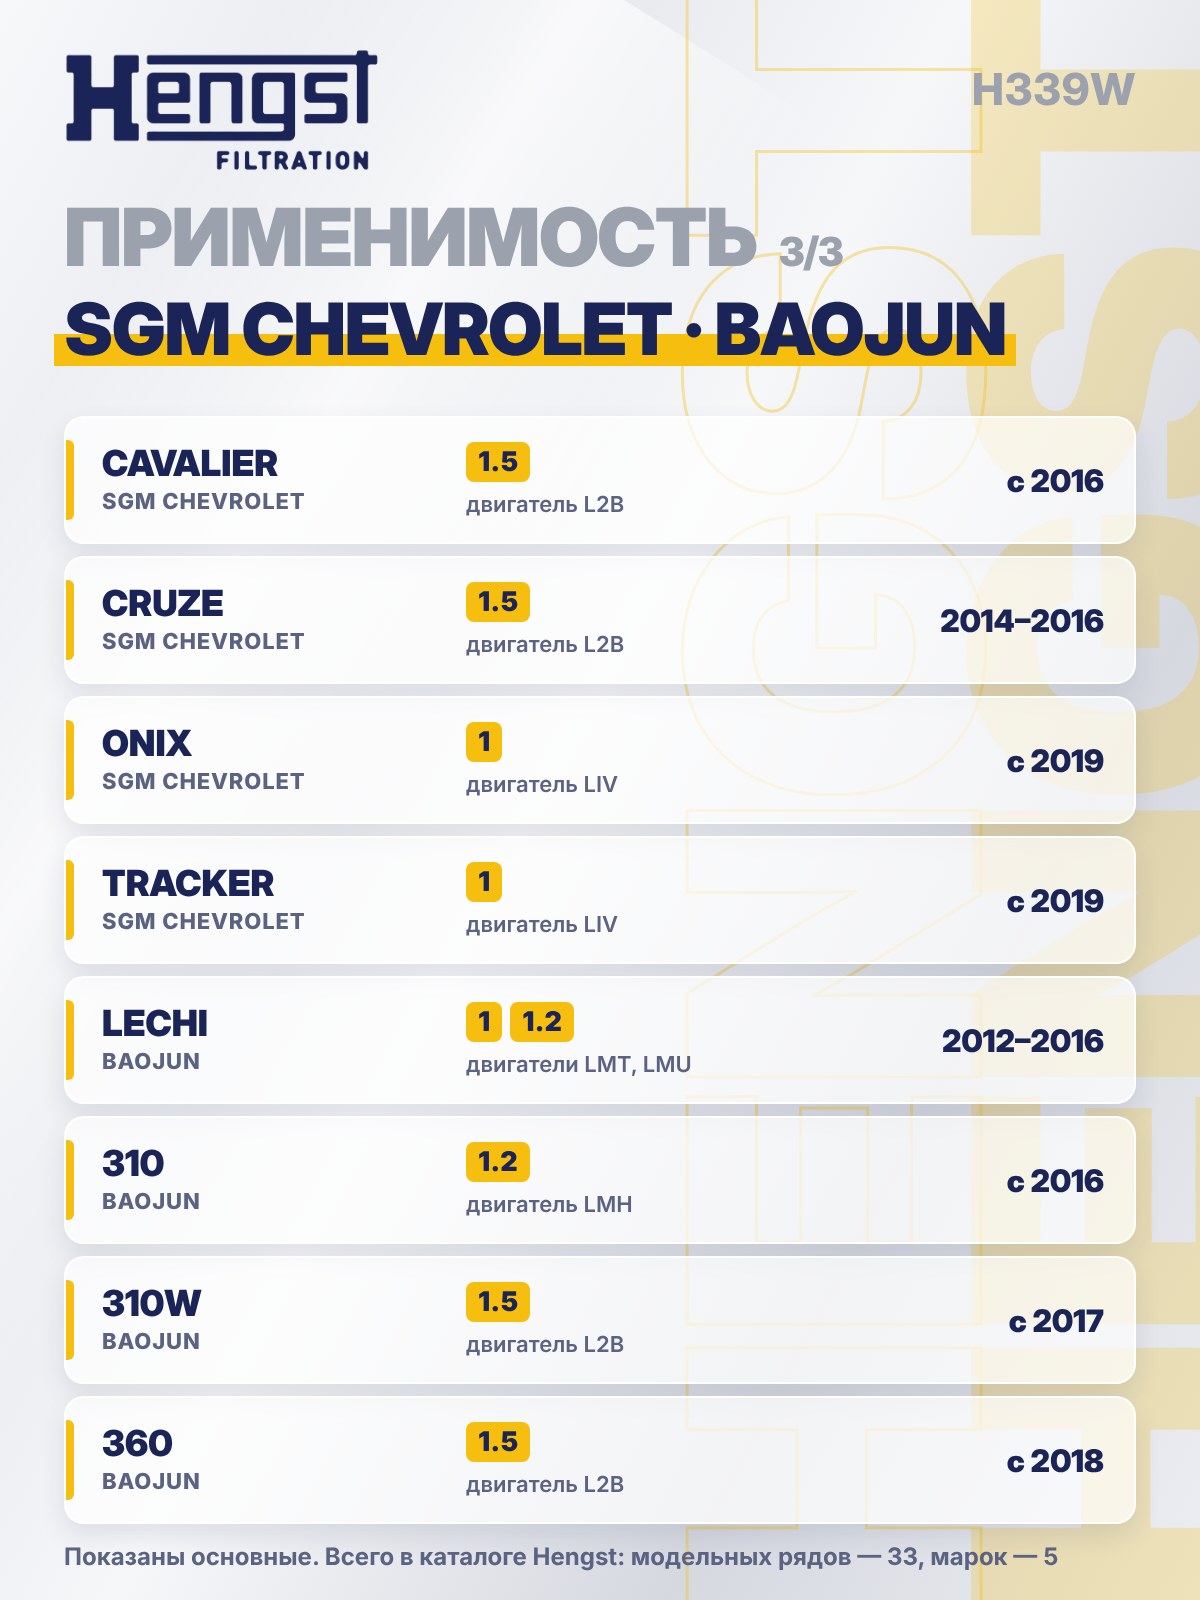 Hengst
FILTRATION
H339W
ПРИМЕНИМОСТЬ 3/3
SGM CHEVROLET · BAOJUN
CAVALIER
SGM CHEVROLET
1.5
двигатель L2B
с 2016
CRUZE
SGM CHEVROLET
1.5
двигатель L2B
2014–2016
ONIX
SGM CHEVROLET
1
двигатель LIV
с 2019
TRACKER
SGM CHEVROLET
1
двигатель LIV
с 2019
LECHI
BAOJUN
1 1.2
двигатели LMT, LMU
2012–2016
310
BAOJUN
1.2
двигатель LMH
с 2016
310W
BAOJUN
1.5
двигатель L2B
с 2017
360
BAOJUN
1.5
двигатель L2B
с 2018
Показаны основные. Всего в каталоге Hengst: модельных рядов — 33, марок — 5
HENGST
HENGST